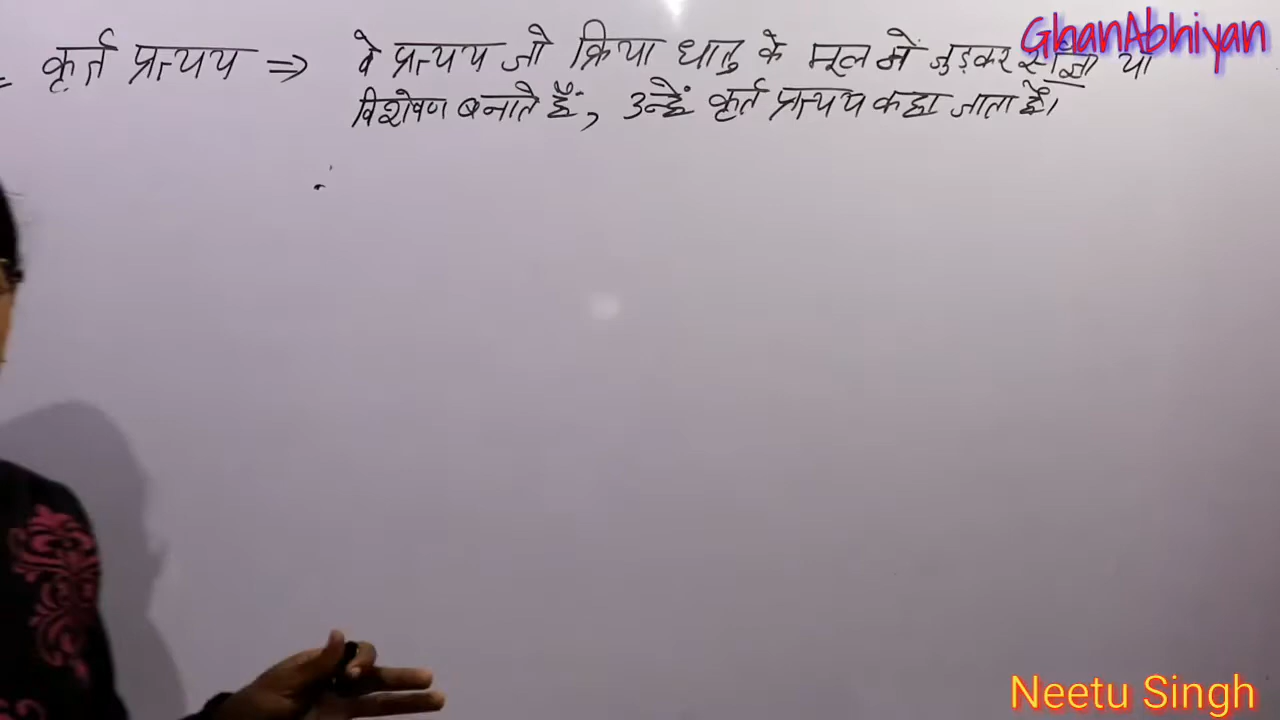 GhanAbhiyan
कृर्त प्रत्यय ⇒ वे प्रत्यय जो क्रिया धातु के मूल में जुड़कर संज्ञा या
विशेषण बनाते हैं, उन्हें कृर्त प्रत्यय कहा जाता है।
Neetu Singh